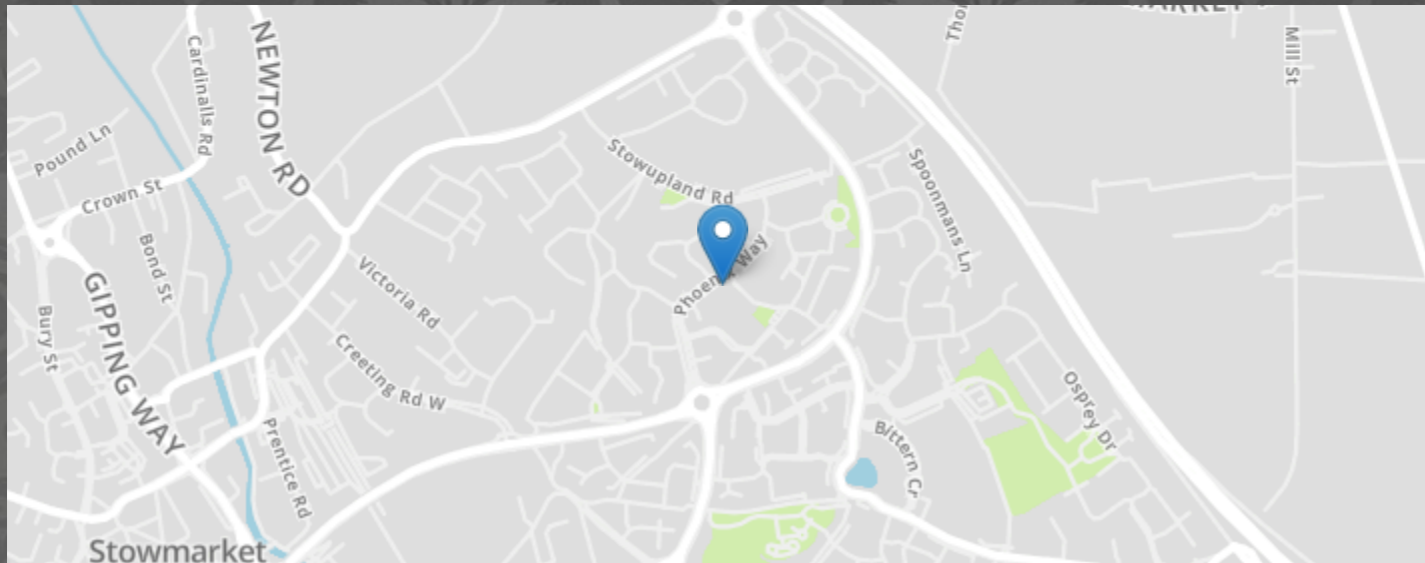 Cardinalls Rd
NEWTON RD
Mill St
Pound Ln
Crown St
Stowupland Rd
Spoonmans Ln
Bond St
Phoenix Way
Victoria Rd
GIPPING WAY
Bury St
Creeting Rd W
Osprey Dr
Prentice Rd
Bittern Cr
Stowmarket